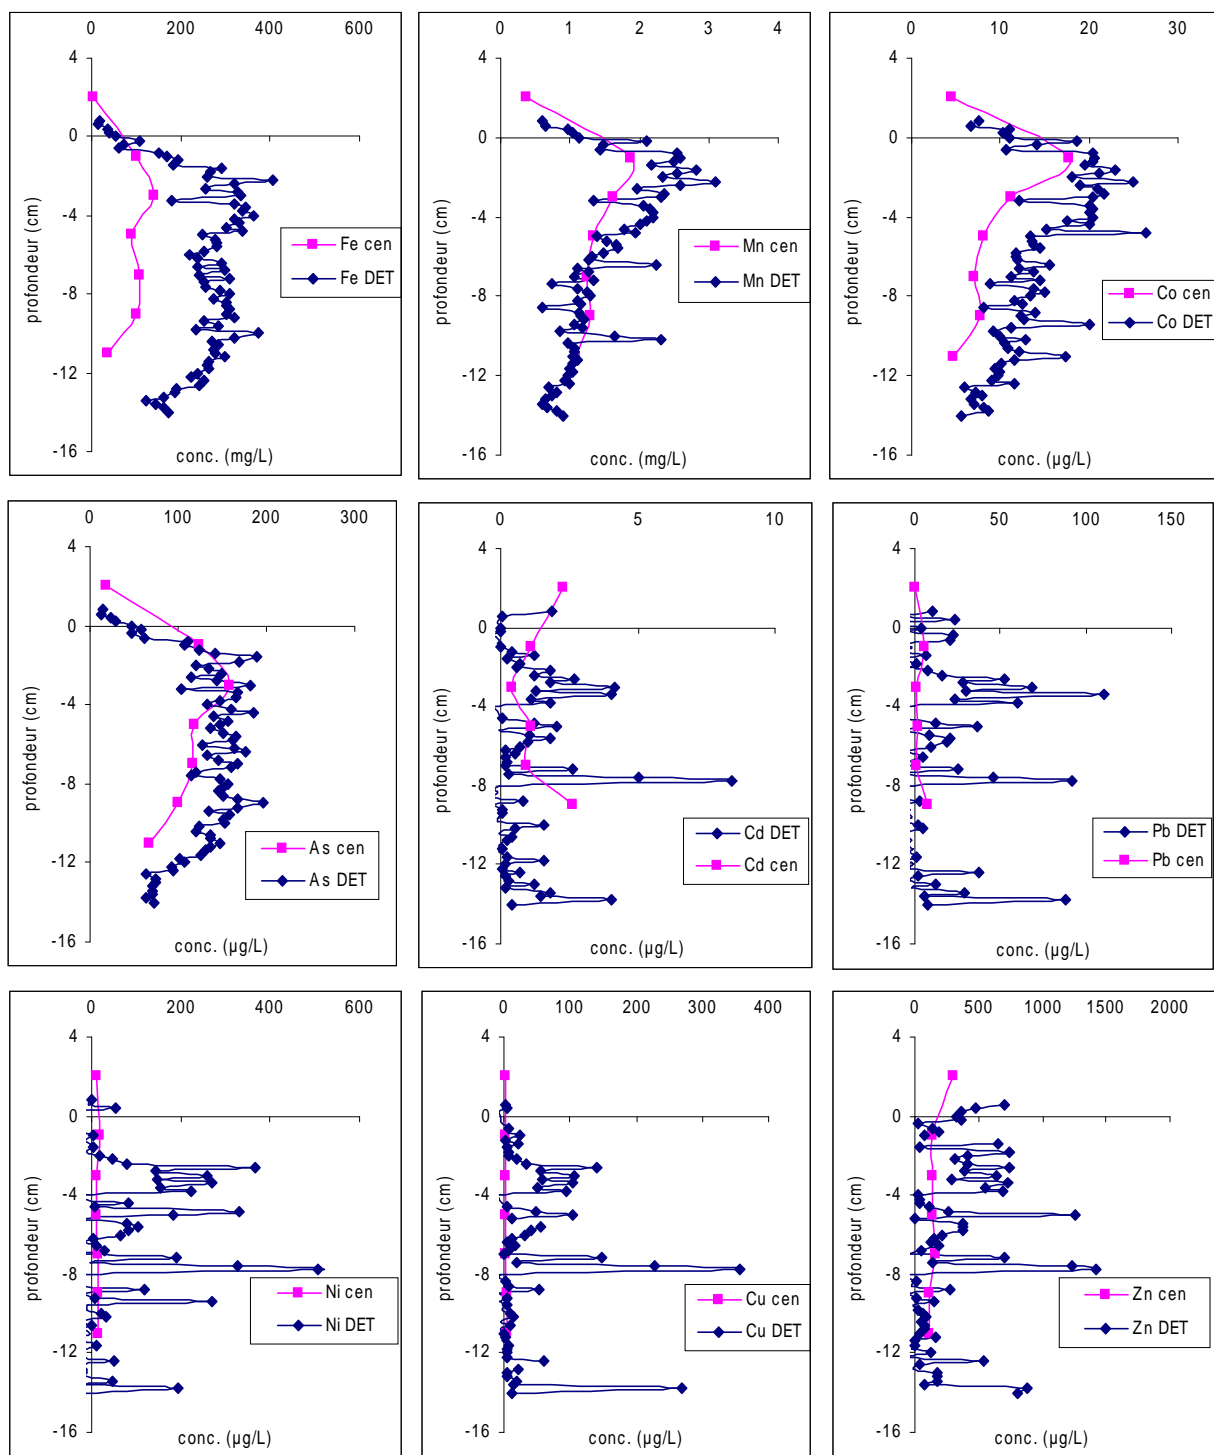 0 200 400 600
4
0
-4
-8
-12
-16
profondeur (cm)
Fe cen
Fe DET
conc. (mg/L)
0 1 2 3 4
4
0
-4
-8
-12
-16
profondeur (cm)
Mn cen
Mn DET
conc. (mg/L)
0 10 20 30
4
0
-4
-8
-12
-16
profondeur (cm)
Co cen
Co DET
conc. (µg/L)
0 100 200 300
4
0
-4
-8
-12
-16
profondeur (cm)
As cen
As DET
conc. (µg/L)
0 5 10
4
0
-4
-8
-12
-16
profondeur (cm)
Cd DET
Cd cen
conc. (µg/L)
0 50 100 150
4
0
-4
-8
-12
-16
profondeur (cm)
Pb DET
Pb cen
conc. (µg/L)
0 200 400 600
4
0
-4
-8
-12
-16
profondeur (cm)
Ni cen
Ni DET
conc. (µg/L)
0 100 200 300 400
4
0
-4
-8
-12
-16
profondeur (cm)
Cu cen
Cu DET
conc. (µg/L)
0 500 1000 1500 2000
4
0
-4
-8
-12
-16
profondeur (cm)
Zn cen
Zn DET
conc. (µg/L)